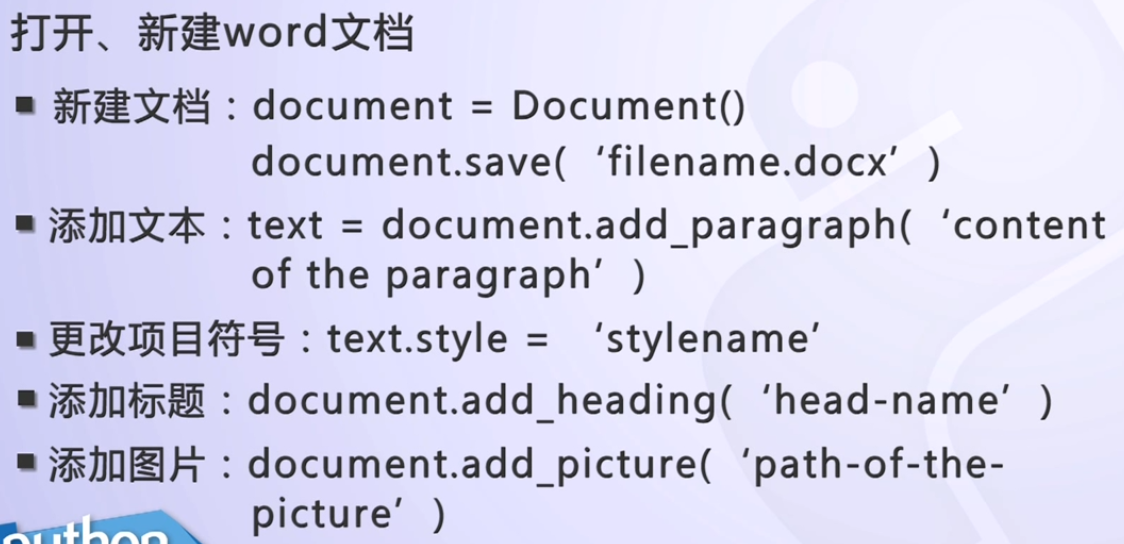 打开、新建word文档
■ 新建文档：document = Document()
document.save( ‘filename.docx’ )
■ 添加文本：text = document.add_paragraph( ‘content
of the paragraph’ )
■ 更改项目符号：text.style = ‘stylename’
■ 添加标题：document.add_heading( ‘head-name’ )
■ 添加图片：document.add_picture( ‘path-of-the-
picture’ )
python